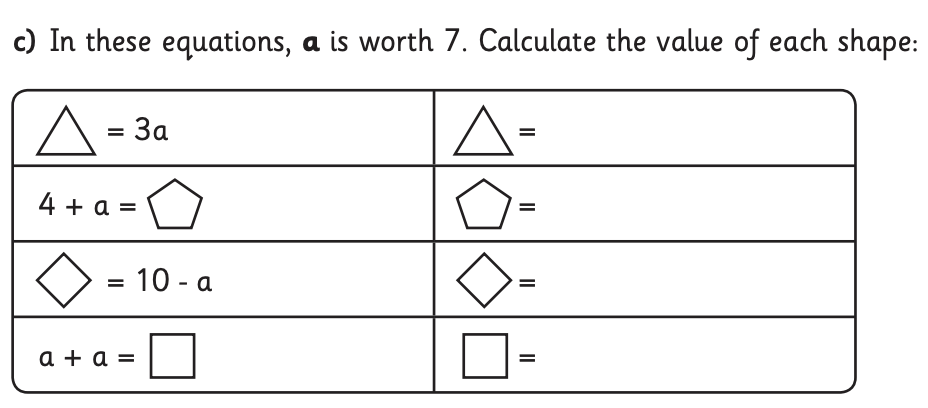 c) In these equations, a is worth 7. Calculate the value of each shape:
= 3a =
4 + a = =
= 10 - a =
a + a = =